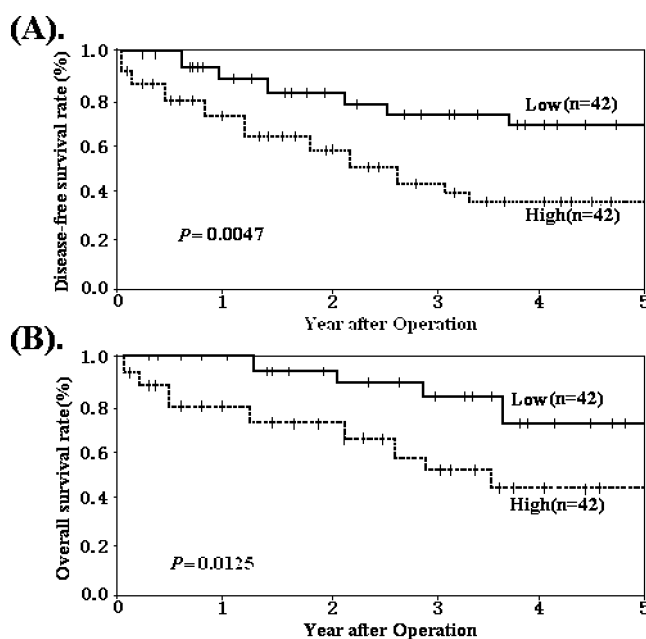 (A).
Disease-free survival rate (%)
1.0
0.8
0.6
0.4
0.2
0.0
Low(n=42)
High(n=42)
P=0.0047
0 1 2 3 4 5
Year after Operation
(B).
Overall survival rate(%)
1.0
0.8
0.6
0.4
0.2
0.0
Low(n=42)
High(n=42)
P=0.0125
0 1 2 3 4 5
Year after Operation